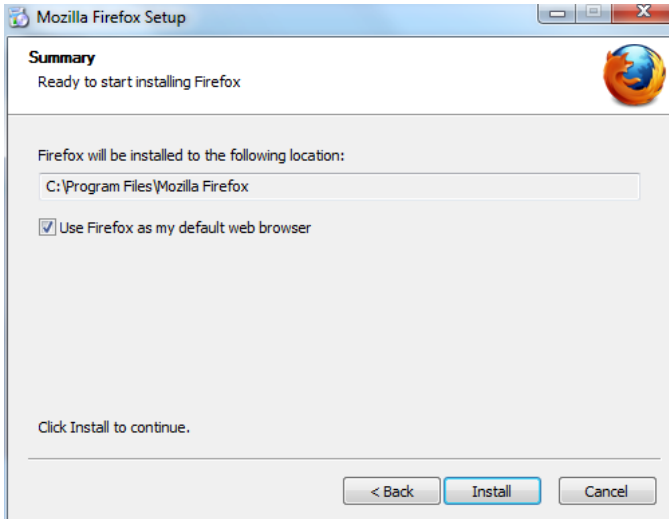 Mozilla Firefox Setup
Summary
Ready to start installing Firefox
Firefox will be installed to the following location:
C:\Program Files\Mozilla Firefox
Use Firefox as my default web browser
Click Install to continue.
< Back Install Cancel